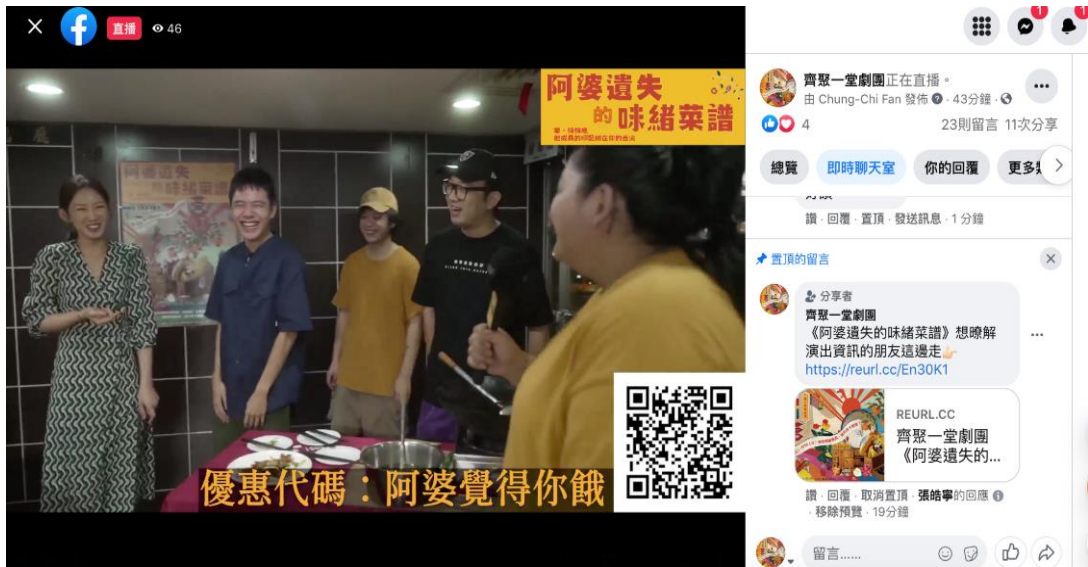 直播
46
阿婆遺失
的味緒菜譜
阿婆遺失
優惠代碼：阿婆覺得你餓
1
1
齊聚一堂劇團正在直播。
由 Chung-Chi Fan 發佈 · 43分鐘 ·
4
23則留言 11次分享
總覽
即時聊天室
你的回覆
讚 · 回覆 · 置頂 · 發送訊息 · 1 分鐘
置頂的留言
分享者
齊聚一堂劇團
《阿婆遺失的味緒菜譜》想暸解
演出資訊的朋友這邊走
https://reurl.cc/En30K1
REURL.CC
齊聚一堂劇團
《阿婆遺失的...
讚 · 回覆 · 取消置頂 · 張皓寧的回應
· 移除預覽 · 19分鐘
留言......